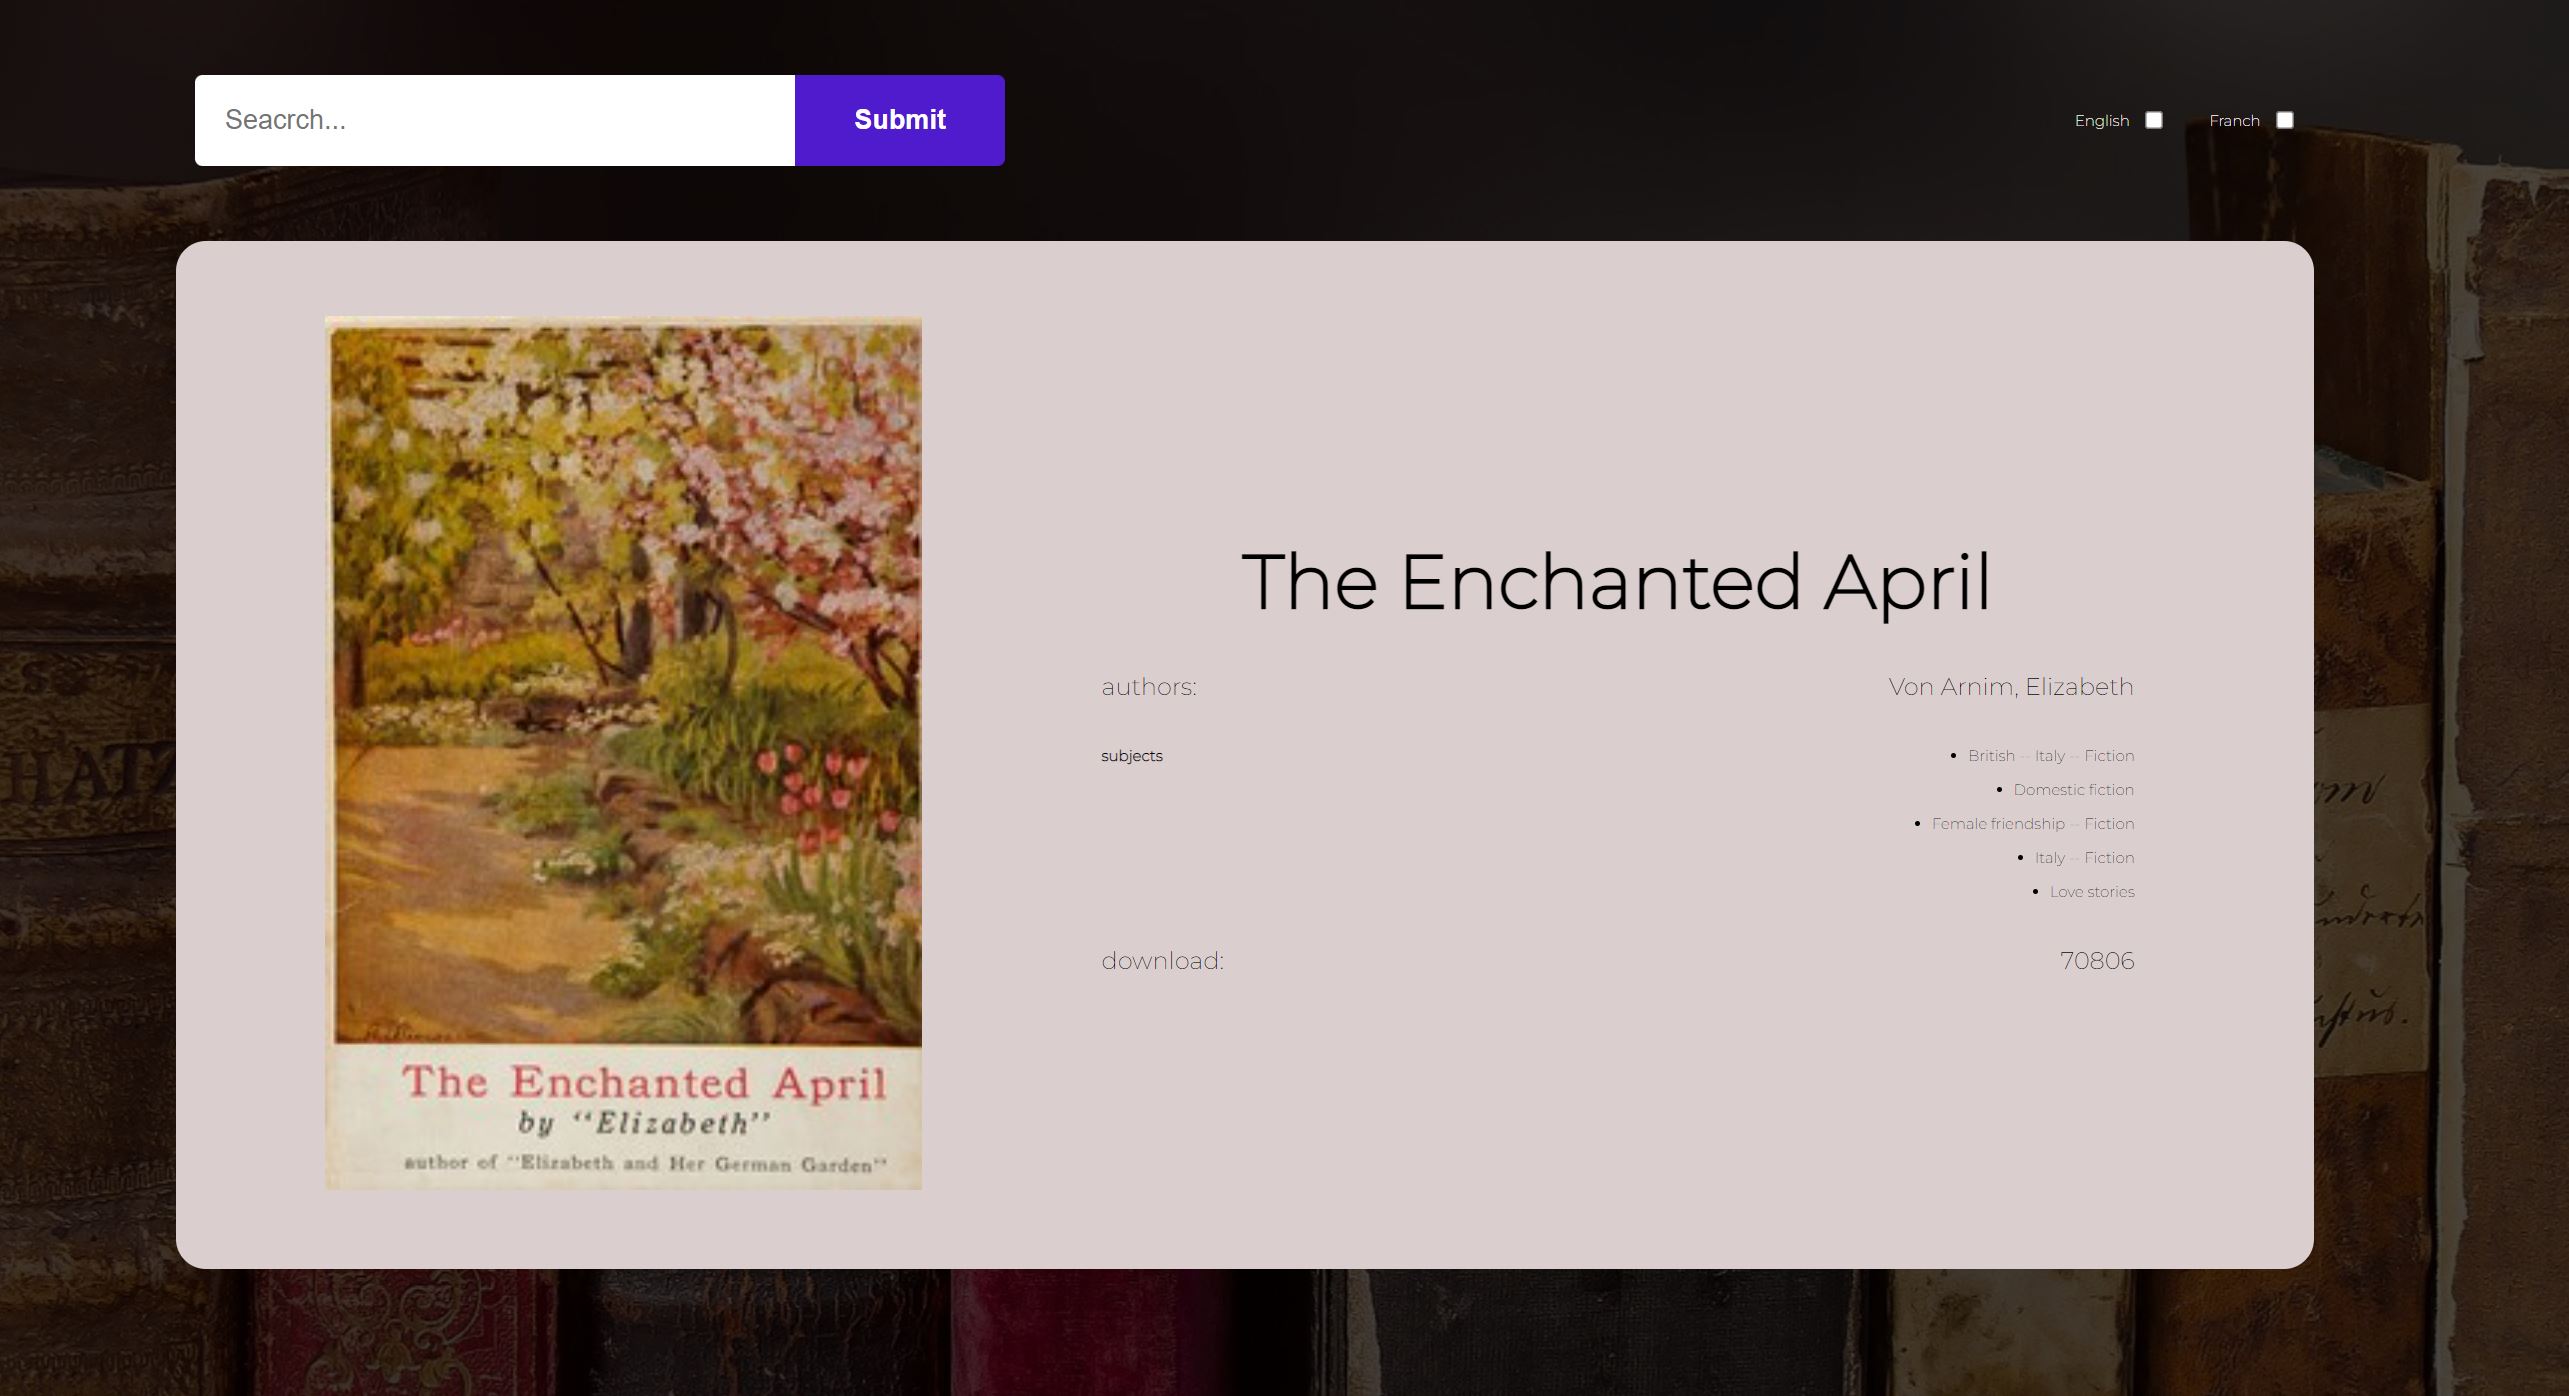 Seacrch...
Submit
English
Franch
The Enchanted April
authors: Von Arnim, Elizabeth
subjects
• British -- Italy -- Fiction
• Domestic fiction
• Female friendship -- Fiction
• Italy -- Fiction
• Love stories
download: 70806
The Enchanted April
by “Elizabeth”
author of “Elizabeth and Her German Garden”
HATZ